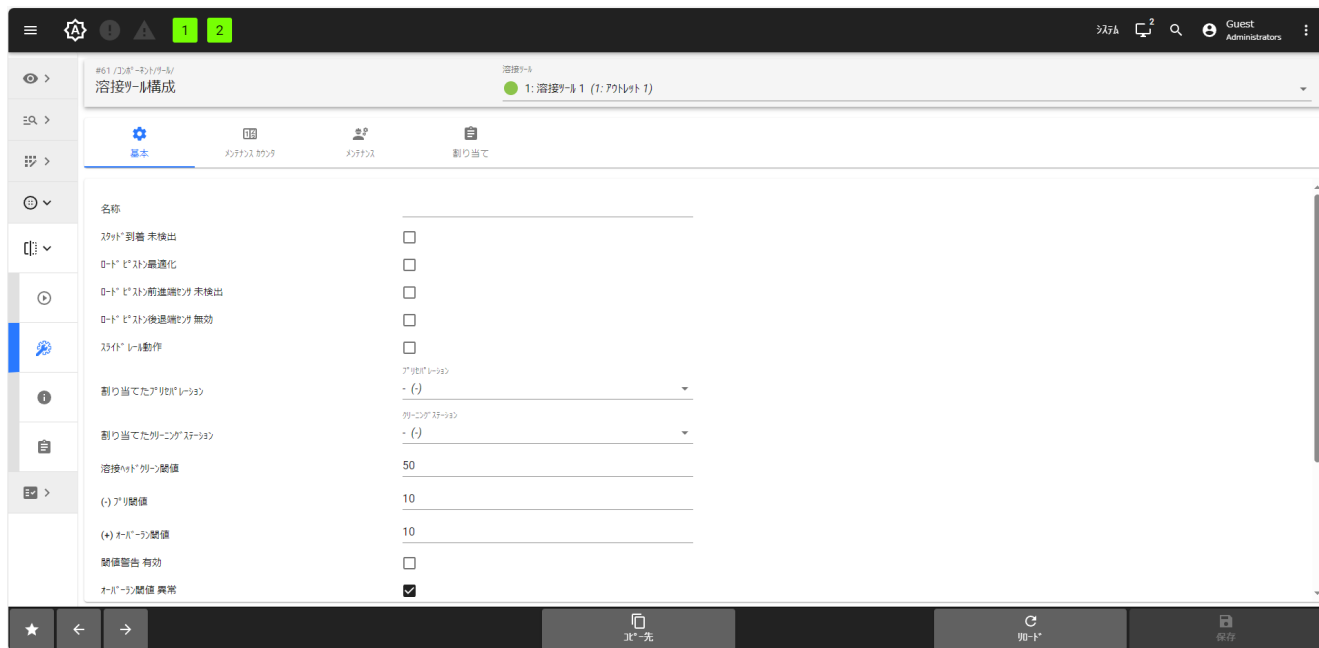 1 2
ｼｽﾃﾑ 2 Guest
Administrators
#61 /ｺﾝﾎﾟｰﾈﾝﾄ/ﾂｰﾙ/
溶接ﾂｰﾙ構成
溶接ﾂｰﾙ
1: 溶接ﾂｰﾙ 1 (1: ｱｳﾄﾚｯﾄ 1)
基本
ﾒﾝﾃﾅﾝｽ ｶｳﾝﾀ
ﾒﾝﾃﾅﾝｽ
割り当て
名称
ｽﾀｯﾄﾞ到着 未検出
ﾛｰﾄﾞ ﾋﾟｽﾄﾝ最適化
ﾛｰﾄﾞ ﾋﾟｽﾄﾝ前進端ｾﾝｻ 未検出
ﾛｰﾄﾞ ﾋﾟｽﾄﾝ後退端ｾﾝｻ 無効
ｽﾗｲﾄﾞ ﾚｰﾙ動作
ﾌﾟﾘｾﾊﾟﾚｰｼｮﾝ
割り当てたﾌﾟﾘｾﾊﾟﾚｰｼｮﾝ - (-)
ｸﾘｰﾆﾝｸﾞｽﾃｰｼｮﾝ
割り当てたｸﾘｰﾆﾝｸﾞｽﾃｰｼｮﾝ - (-)
溶接ﾍｯﾄﾞｸﾘｰﾝ閾値 50
(-) ﾌﾟﾘ閾値 10
(+) ｵｰﾊﾞｰﾗﾝ閾値 10
閾値警告 有効
ｵｰﾊﾞｰﾗﾝ閾値 異常
ｺﾋﾟｰ先
ﾘﾛｰﾄﾞ
保存